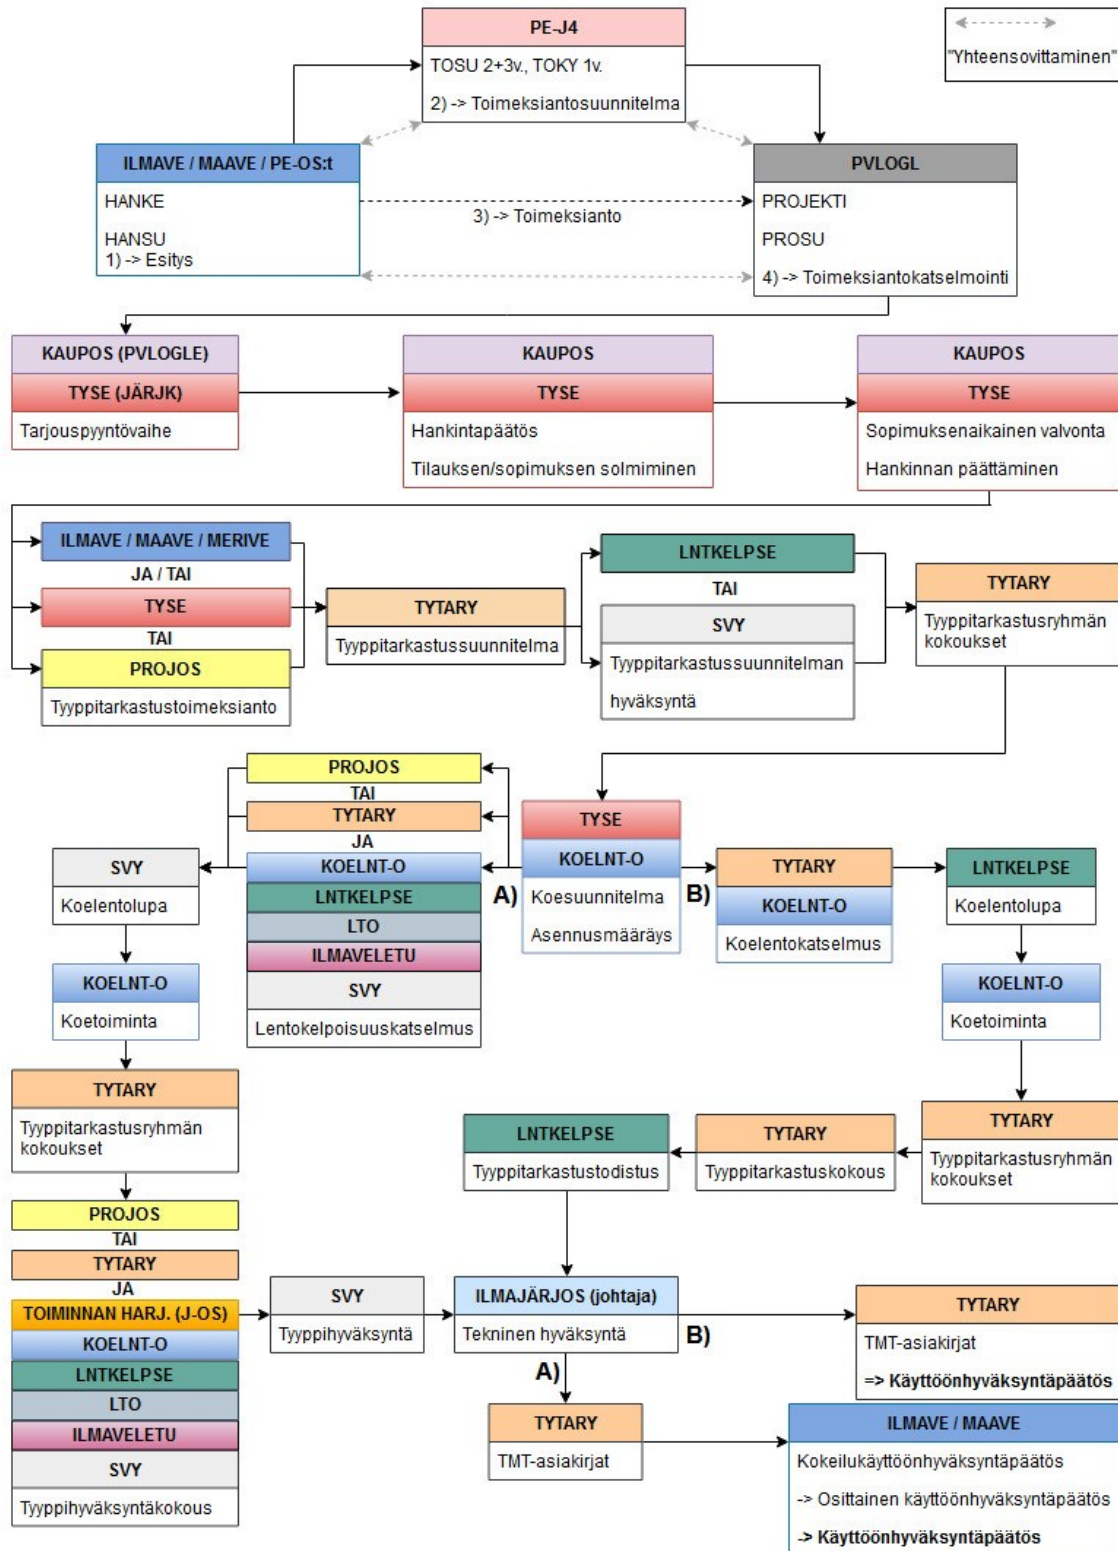 PE-J4
TOSU 2+3v., TOKY 1v.
2) -> Toimeksiantosuunnitelma
"Yhteensovittaminen"
ILMAVE / MAAVE / PE-OS:t
HANKE
HANSU
1) -> Esitys
3) -> Toimeksianto
PVLOGL
PROJEKTI
PROSU
4) -> Toimeksiantokatselmointi
KAUPOS (PVLOGLE)
TYSE (JÄRJK)
Tarjouspyyntövaihe
KAUPOS
TYSE
Hankintapäätös
Tilauksen/sopimuksen solmiminen
KAUPOS
TYSE
Sopimuksenaikainen valvonta
Hankinnan päättäminen
ILMAVE / MAAVE / MERIVE
JA / TAI
TYSE
TAI
PROJOS
Tyyppitarkastustoimeksianto
TYTARY
Tyyppitarkastussuunnitelma
LNTKELPSE
TAI
SVY
Tyyppitarkastussuunnitelman
hyväksyntä
TYTARY
Tyyppitarkastusryhmän
kokoukset
PROJOS
TAI
TYTARY
JA
KOELNT-O
LNTKELPSE
LTO
ILMAVELETU
SVY
Lentokelpoisuuskatselmus
A)
TYSE
KOELNT-O
Koesuunnitelma
Asennusmääräys
B)
TYTARY
KOELNT-O
Koelentokatselmus
LNTKELPSE
Koelentolupa
KOELNT-O
Koetoiminta
SVY
Koelentolupa
KOELNT-O
Koetoiminta
TYTARY
Tyyppitarkastusryhmän
kokoukset
LNTKELPSE
Tyyppitarkastustodistus
TYTARY
Tyyppitarkastuskokous
TYTARY
Tyyppitarkastusryhmän
kokoukset
PROJOS
TAI
TYTARY
JA
TOIMINNAN HARJ. (J-OS)
KOELNT-O
LNTKELPSE
LTO
ILMAVELETU
SVY
Tyyppihyväksyntäkokous
SVY
Tyyppihyväksyntä
ILMAJÄRJOS (johtaja)
Tekninen hyväksyntä
B)
A)
TYTARY
TMT-asiakirjat
=> Käyttöönhyväksyntäpäätös
TYTARY
TMT-asiakirjat
ILMAVE / MAAVE
Kokeilukäyttöönhyväksyntäpäätös
-> Osittainen käyttöönhyväksyntäpäätös
-> Käyttöönhyväksyntäpäätös